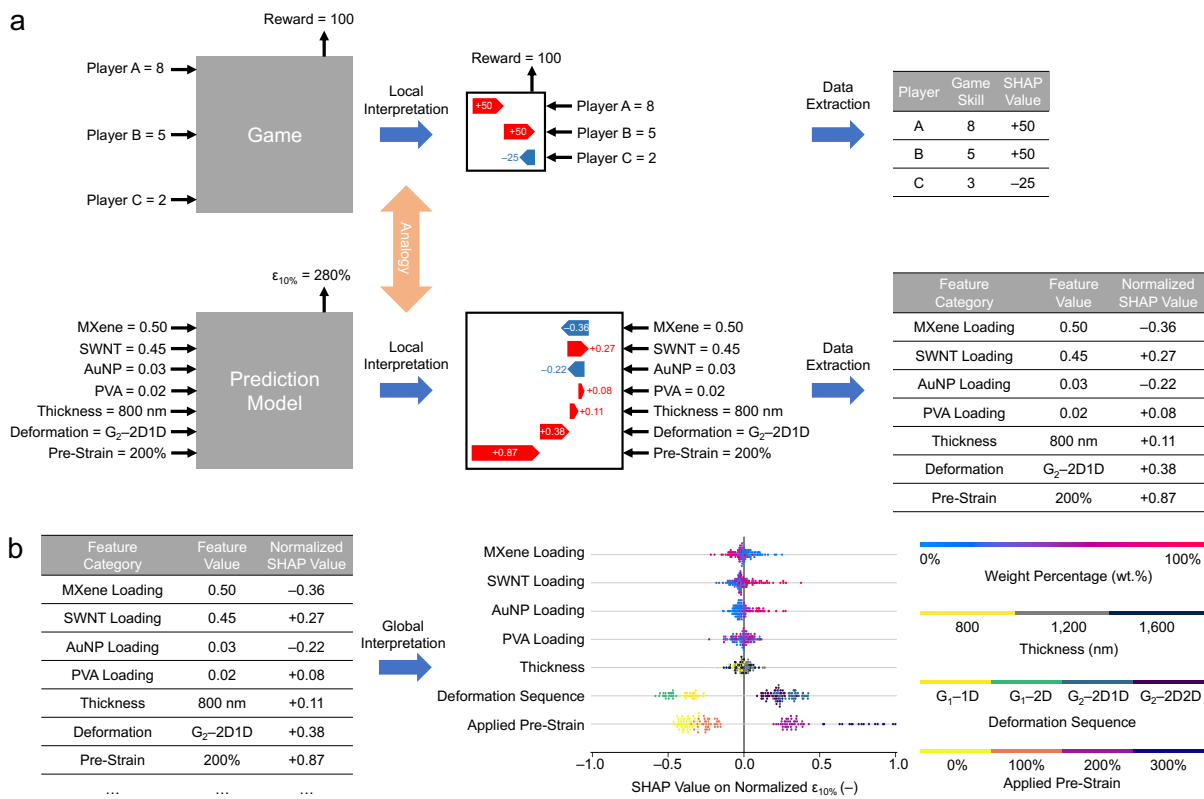 a
Reward = 100
Player A = 8
Player B = 5
Player C = 2
Game
Local
Interpretation
Reward = 100
+50
+50
–25
Player A = 8
Player B = 5
Player C = 2
Data
Extraction
Player Game Skill SHAP Value
A 8 +50
B 5 +50
C 3 –25
Analogy
ε10% = 280%
MXene = 0.50
SWNT = 0.45
AuNP = 0.03
PVA = 0.02
Thickness = 800 nm
Deformation = G2–2D1D
Pre-Strain = 200%
Prediction
Model
Local
Interpretation
–0.36
+0.27
–0.22
+0.08
+0.11
+0.38
+0.87
MXene = 0.50
SWNT = 0.45
AuNP = 0.03
PVA = 0.02
Thickness = 800 nm
Deformation = G2–2D1D
Pre-Strain = 200%
Data
Extraction
Feature Category Feature Value Normalized SHAP Value
MXene Loading 0.50 –0.36
SWNT Loading 0.45 +0.27
AuNP Loading 0.03 –0.22
PVA Loading 0.02 +0.08
Thickness 800 nm +0.11
Deformation G2–2D1D +0.38
Pre-Strain 200% +0.87
b
Feature Category Feature Value Normalized SHAP Value
MXene Loading 0.50 –0.36
SWNT Loading 0.45 +0.27
AuNP Loading 0.03 –0.22
PVA Loading 0.02 +0.08
Thickness 800 nm +0.11
Deformation G2–2D1D +0.38
Pre-Strain 200% +0.87
... ... ...
Global
Interpretation
MXene Loading
SWNT Loading
AuNP Loading
PVA Loading
Thickness
Deformation Sequence
Applied Pre-Strain
–1.0 –0.5 0.0 0.5 1.0
SHAP Value on Normalized ε10% (–)
0% 100%
Weight Percentage (wt.%)
800 1,200 1,600
Thickness (nm)
G1–1D G1–2D G2–2D1D G2–2D2D
Deformation Sequence
0% 100% 200% 300%
Applied Pre-Strain